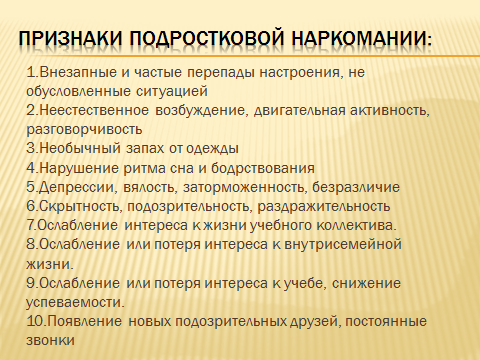 ПРИЗНАКИ ПОДРОСТКОВОЙ НАРКОМАНИИ:
1.Внезапные и частые перепады настроения, не
обусловленные ситуацией
2.Неестественное возбуждение, двигательная активность,
разговорчивость
3.Необычный запах от одежды
4.Нарушение ритма сна и бодрствования
5.Депрессии, вялость, заторможенность, безразличие
6.Скрытность, подозрительность, раздражительность
7.Ослабление интереса к жизни учебного коллектива.
8.Ослабление или потеря интереса к внутрисемейной
жизни.
9.Ослабление или потеря интереса к учебе, снижение
успеваемости.
10.Появление новых подозрительных друзей, постоянные
звонки